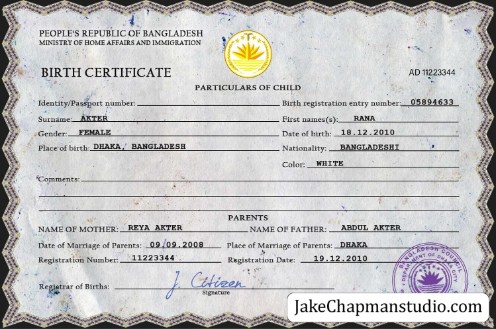 PEOPLE'S REPUBLIC OF BANGLADESH
MINISTRY OF HOME AFFAIRS AND IMMIGRATION
BIRTH CERTIFICATE
AD 11223344
PARTICULARS OF CHILD
Identity/Passport number: Birth registration entry number: 05894633
Surname: AKTER First names(s): RANA
Gender: FEMALE Date of birth: 18.12.2010
Place of birth: DHAKA, BANGLADESH Nationality: BANGLADESHI
Color: WHITE
Comments:
PARENTS
NAME OF MOTHER: REYA AKTER NAME OF FATHER: ABDUL AKTER
Date of Marriage of Parents: 09.09.2008 Place of Marriage of Parents: DHAKA
Registration Number: 11223344 Registration Date: 19.12.2010
Registrar of Births: J. Citizen
Signature
JakeChapmanstudio.com